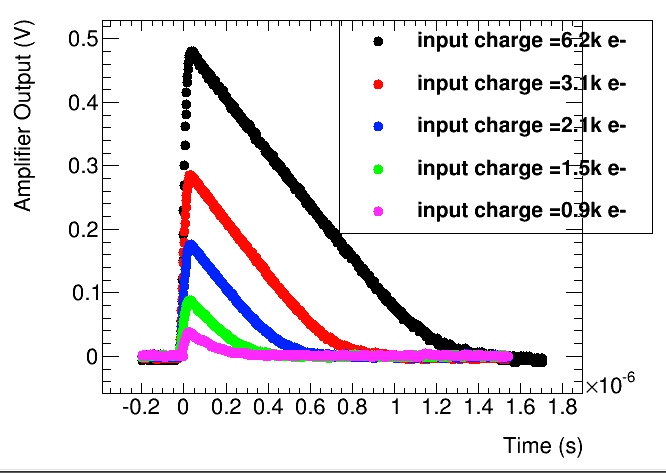 Amplifier Output (V)
0.5
0.4
0.3
0.2
0.1
0
input charge =6.2k e-
input charge =3.1k e-
input charge =2.1k e-
input charge =1.5k e-
input charge =0.9k e-
-0.2 0 0.2 0.4 0.6 0.8 1 1.2 1.4 1.6 1.8
×10-6
Time (s)